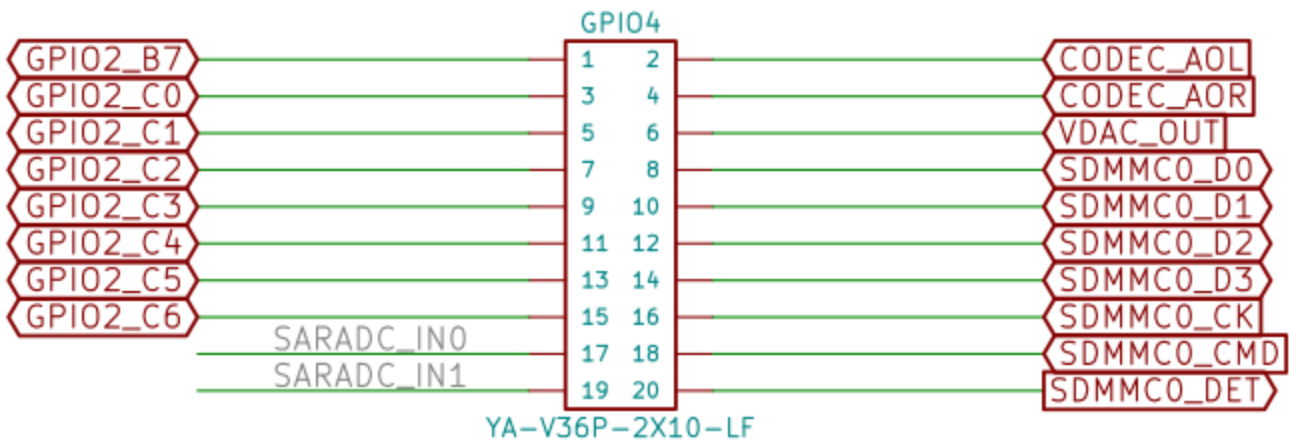 GPIO4
GPIO2_B7 1 2 CODEC_AOL
GPIO2_C0 3 4 CODEC_AOR
GPIO2_C1 5 6 VDAC_OUT
GPIO2_C2 7 8 SDMMC0_D0
GPIO2_C3 9 10 SDMMC0_D1
GPIO2_C4 11 12 SDMMC0_D2
GPIO2_C5 13 14 SDMMC0_D3
GPIO2_C6 15 16 SDMMC0_CK
SARADC_IN0 17 18 SDMMC0_CMD
SARADC_IN1 19 20 SDMMC0_DET
YA-V36P-2X10-LF